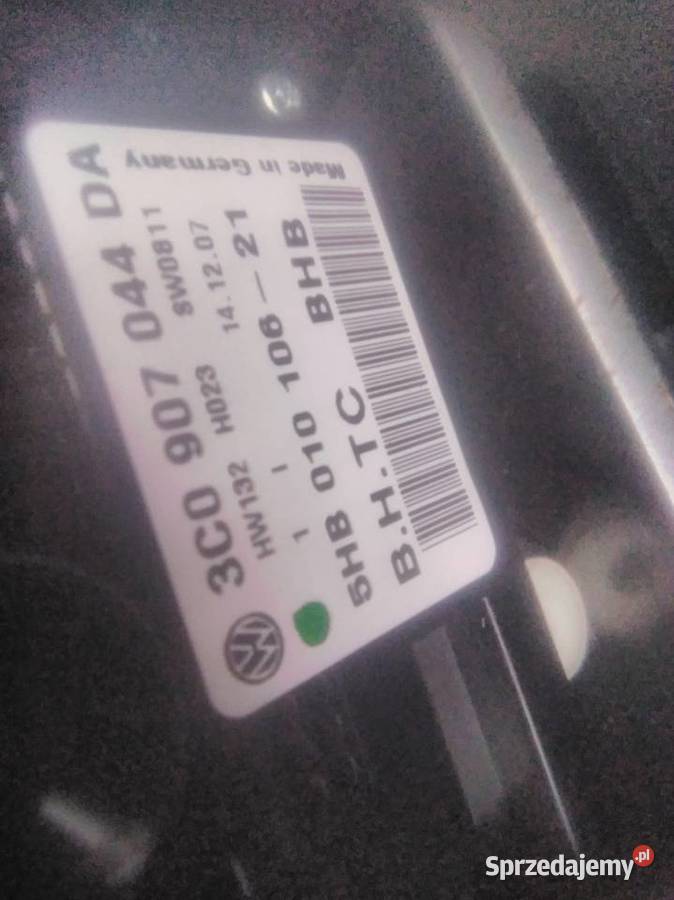 3C0 907 044 DA
HW132 H023 SW0811
1 1 14.12.07
5HB 010 106-21
B.H.TC BHB
Made in Germany
Sprzedajemy.pl